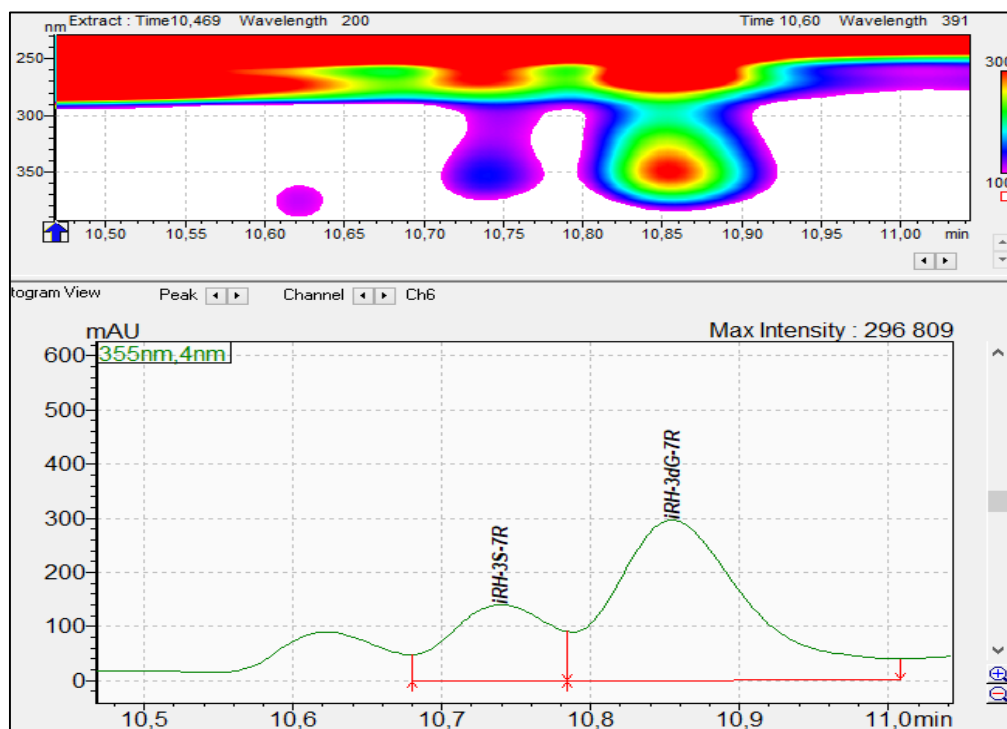 nm Extract : Time10,469 Wavelength 200 Time 10,60 Wavelength 391
250
300
350
10,50 10,55 10,60 10,65 10,70 10,75 10,80 10,85 10,90 10,95 11,00 min
300
100
togram View Peak Channel Ch6
mAU Max Intensity : 296 809
355nm,4nm
600
500
400
300
200
100
0
iRH-3S-7R
iRH-3dG-7R
10,5 10,6 10,7 10,8 10,9 11,0min